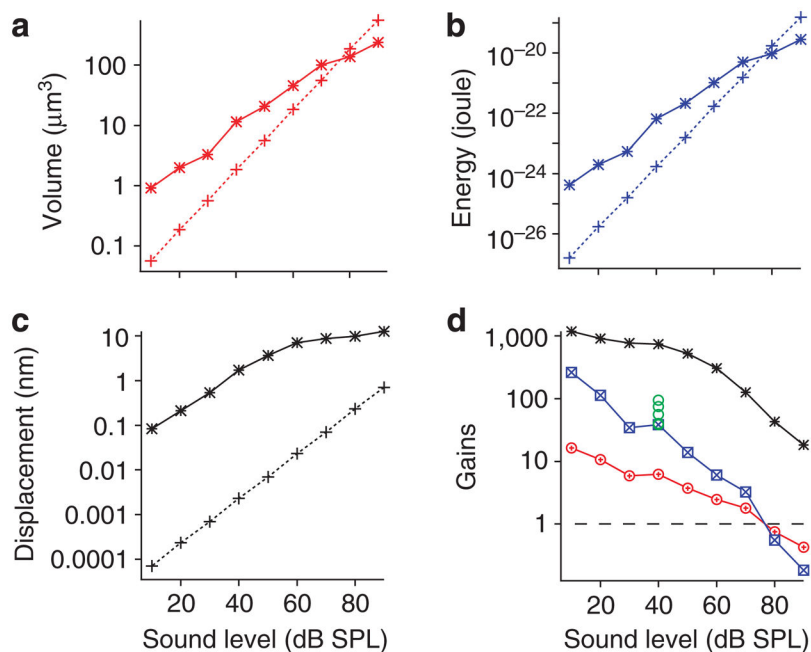 a
Volume (μm³)
100
10
1
0.1
b
Energy (joule)
10⁻²⁰
10⁻²²
10⁻²⁴
10⁻²⁶
c
Displacement (nm)
10
1
0.1
0.01
0.001
0.0001
20 40 60 80
Sound level (dB SPL)
d
Gains
1,000
100
10
1
20 40 60 80
Sound level (dB SPL)